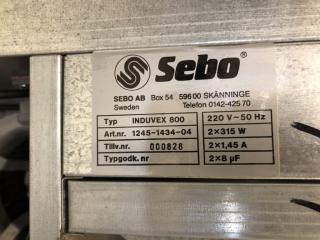 S Sebo
SEBO AB Box 54 596 00 SKÄNNINGE
Sweden Telefon 0142-425 70
Typ INDUVEX 800 220 V~50 Hz
Art.nr. 1245-1434-04 2×315 W
Tillv.nr. 000828 2×1,45 A
Typgodk. nr 2×8 µF